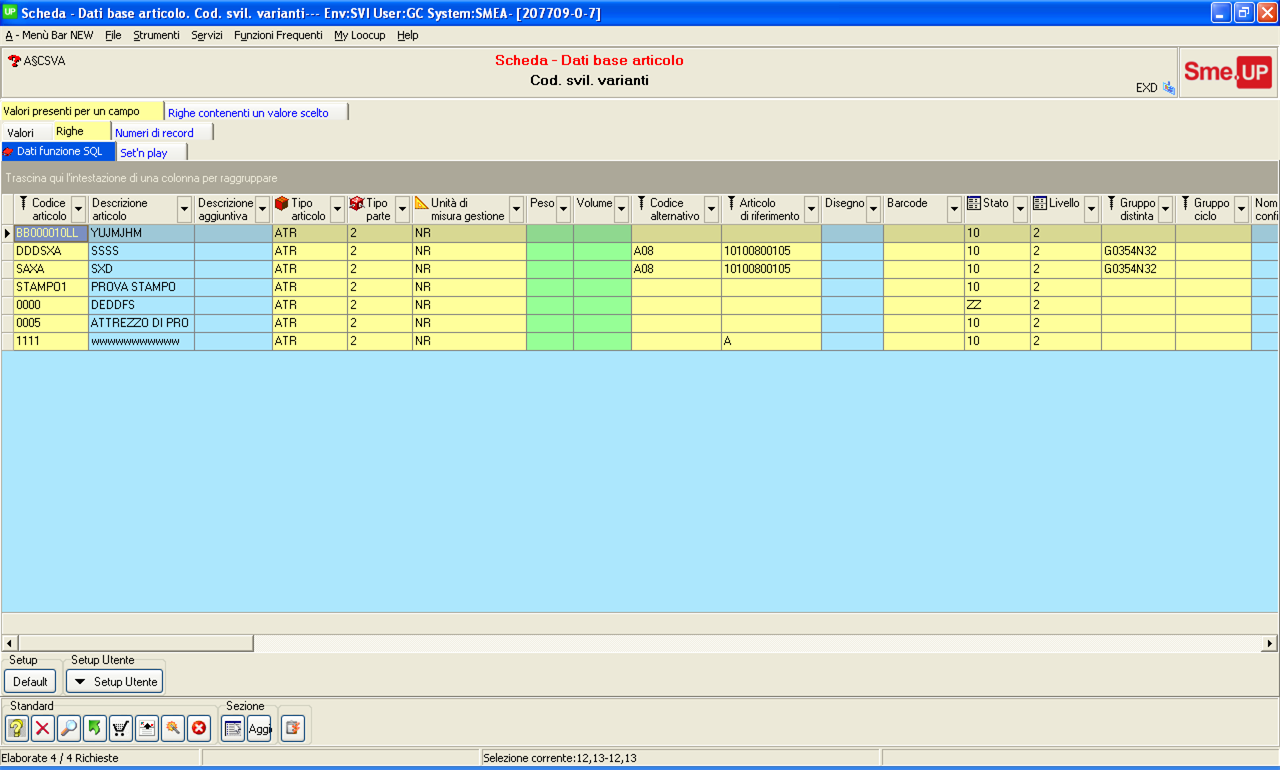 UP Scheda - Dati base articolo. Cod. svil. varianti--- Env:SVI User:GC System:SMEA- [207709-0-7]
A - Menù Bar NEW File Strumenti Servizi Funzioni Frequenti My Loocup Help
A§CSVA
Scheda - Dati base articolo
Cod. svil. varianti
EXD
Sme.UP
Valori presenti per un campo Righe contenenti un valore scelto
Valori Righe Numeri di record
Dati funzione SQL Set'n play
Trascina qui l'intestazione di una colonna per raggruppare
Codice articolo Descrizione articolo Descrizione aggiuntiva Tipo articolo Tipo parte Unità di misura gestione Peso Volume Codice alternativo Articolo di riferimento Disegno Barcode Stato Livello Gruppo distinta Gruppo ciclo Nom confi
BB000010LL YUJMJHM ATR 2 NR 10 2
DDDSXA SSSS ATR 2 NR A08 10100800105 10 2 G0354N32
SAXA SXD ATR 2 NR A08 10100800105 10 2 G0354N32
STAMPO1 PROVA STAMPO ATR 2 NR 10 2
0000 DEDDFS ATR 2 NR ZZ 2
0005 ATTREZZO DI PRO ATR 2 NR 10 2
1111 wwwwwwwwwww ATR 2 NR A 10 2
Setup Setup Utente
Default Setup Utente
Standard Sezione
Aggi
Elaborate 4 / 4 Richieste Selezione corrente:12,13-12,13